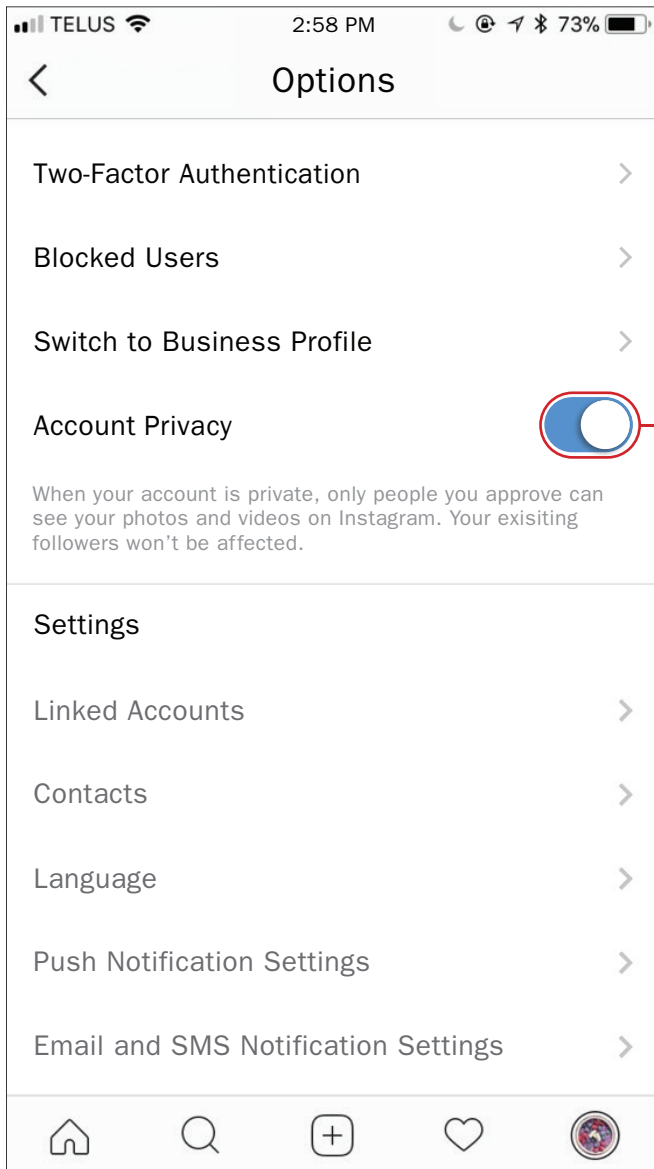 TELUS 2:58 PM 73%
Options
Two-Factor Authentication
Blocked Users
Switch to Business Profile
Account Privacy
When your account is private, only people you approve can
see your photos and videos on Instagram. Your exisiting
followers won't be affected.
Settings
Linked Accounts
Contacts
Language
Push Notification Settings
Email and SMS Notification Settings